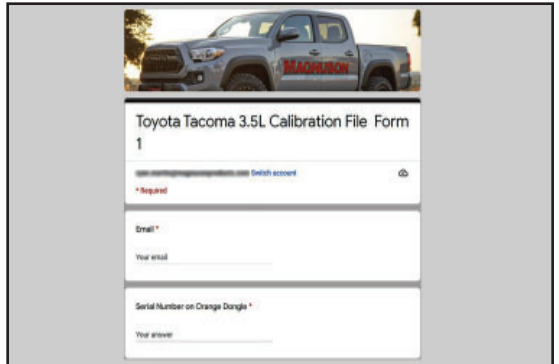 MAGNUSON
Toyota Tacoma 3.5L Calibration File Form
1
Switch account
* Required
Email *
Your email
Serial Number on Orange Dongle *
Your answer